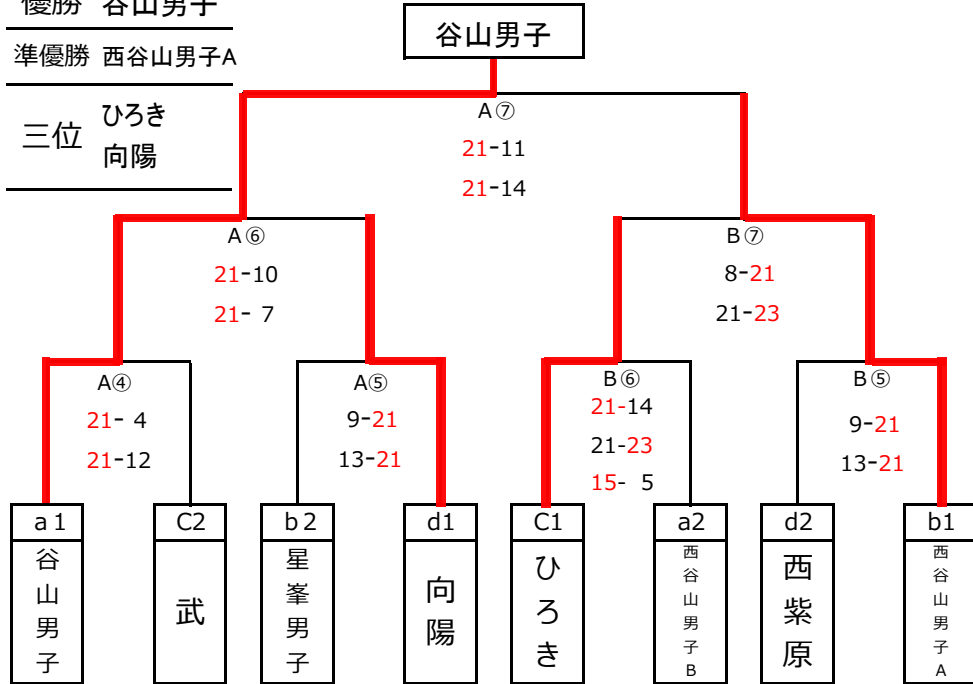 優勝 谷山男子
準優勝 西谷山男子A
三位 ひろき
向陽
谷山男子
A⑦
21-11
21-14
A⑥
21-10
21- 7
B⑦
8-21
21-23
A④
21- 4
21-12
A⑤
9-21
13-21
B⑥
21-14
21-23
15- 5
B⑤
9-21
13-21
a1
C2
b2
d1
C1
a2
d2
b1
谷山男子
武
星峯男子
向陽
ひろき
西谷山男子B
西紫原
西谷山男子A